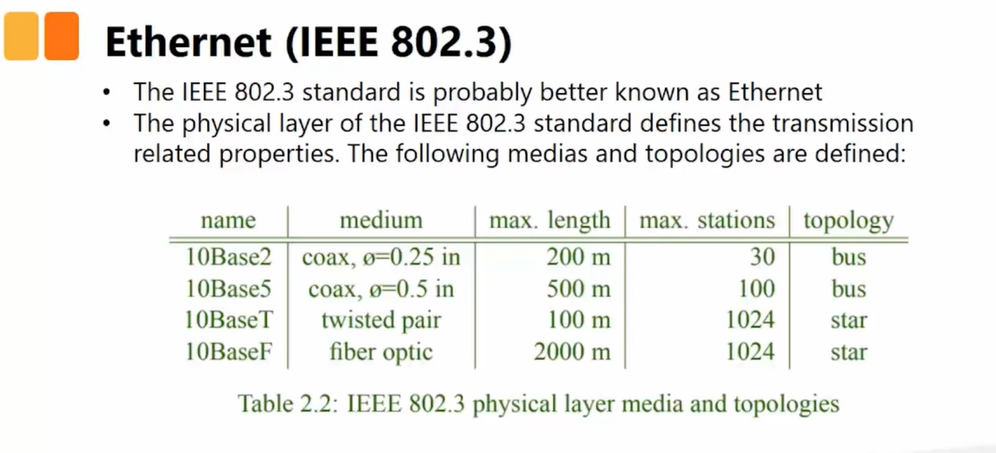 Ethernet (IEEE 802.3)
• The IEEE 802.3 standard is probably better known as Ethernet
• The physical layer of the IEEE 802.3 standard defines the transmission
related properties. The following medias and topologies are defined:
name medium max. length max. stations topology
10Base2 coax, ø=0.25 in 200 m 30 bus
10Base5 coax, ø=0.5 in 500 m 100 bus
10BaseT twisted pair 100 m 1024 star
10BaseF fiber optic 2000 m 1024 star
Table 2.2: IEEE 802.3 physical layer media and topologies